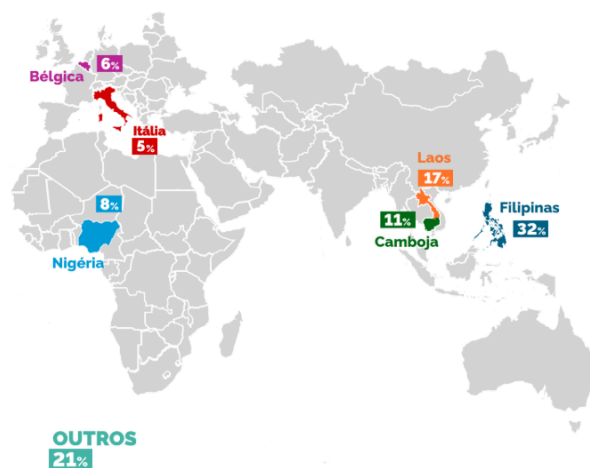 Bélgica
6%
Itália
5%
Laos
17%
11%
Camboja
Filipinas
32%
8%
Nigéria
OUTROS
21%